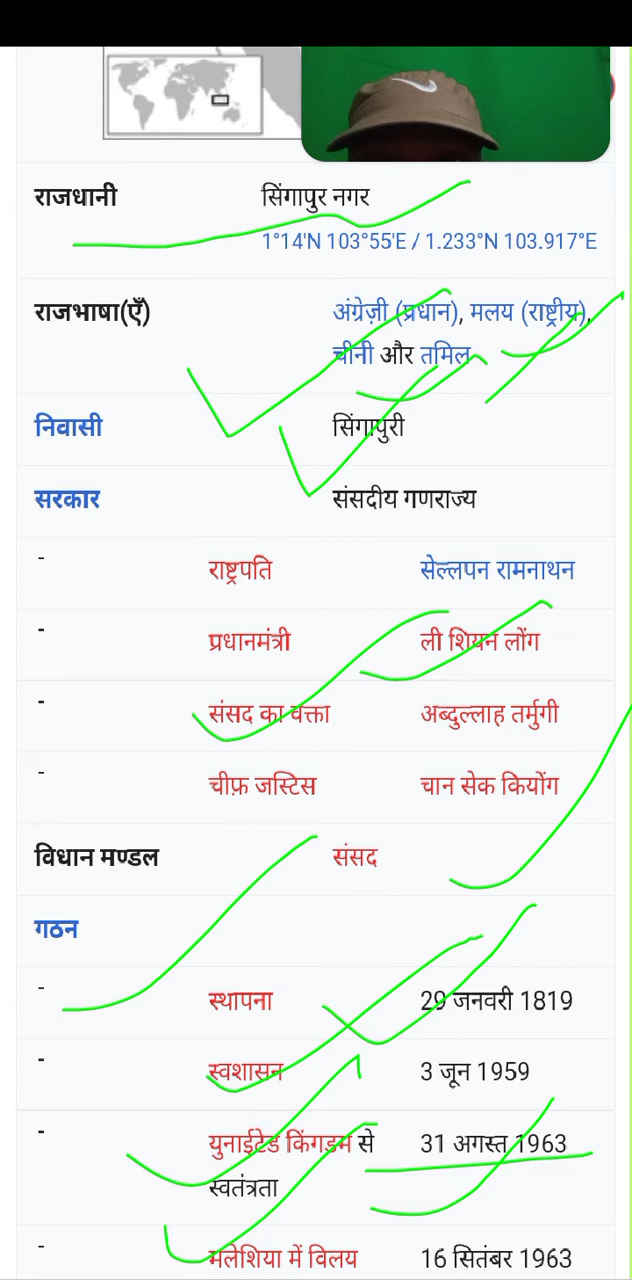 राजधानी सिंगापुर नगर
1°14'N 103°55'E / 1.233°N 103.917°E
राजभाषा(एँ) अंग्रेज़ी (प्रधान), मलय (राष्ट्रीय),
चीनी और तमिल
निवासी सिंगापुरी
सरकार संसदीय गणराज्य
- राष्ट्रपति सेल्लपन रामनाथन
- प्रधानमंत्री ली शियन लोंग
- संसद का वक्ता अब्दुल्लाह तर्मुगी
- चीफ़ जस्टिस चान सेक कियोंग
विधान मण्डल संसद
गठन
- स्थापना 29 जनवरी 1819
- स्वशासन 3 जून 1959
- युनाईटेड किंगडम से 31 अगस्त 1963
स्वतंत्रता
- मलेशिया में विलय 16 सितंबर 1963